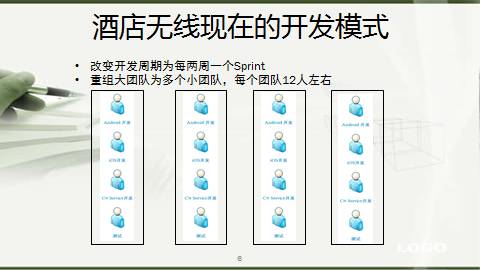 酒店无线现在的开发模式
• 改变开发周期为每两周一个Sprint
• 重组大团队为多个小团队，每个团队12人左右
Android 开发 Android 开发 Android 开发 Android 开发
iOS开发 iOS开发 iOS开发 iOS开发
C# Service开发 C# Service开发 C# Service开发 C# Service开发
测试 测试 测试 测试
LOGO
6